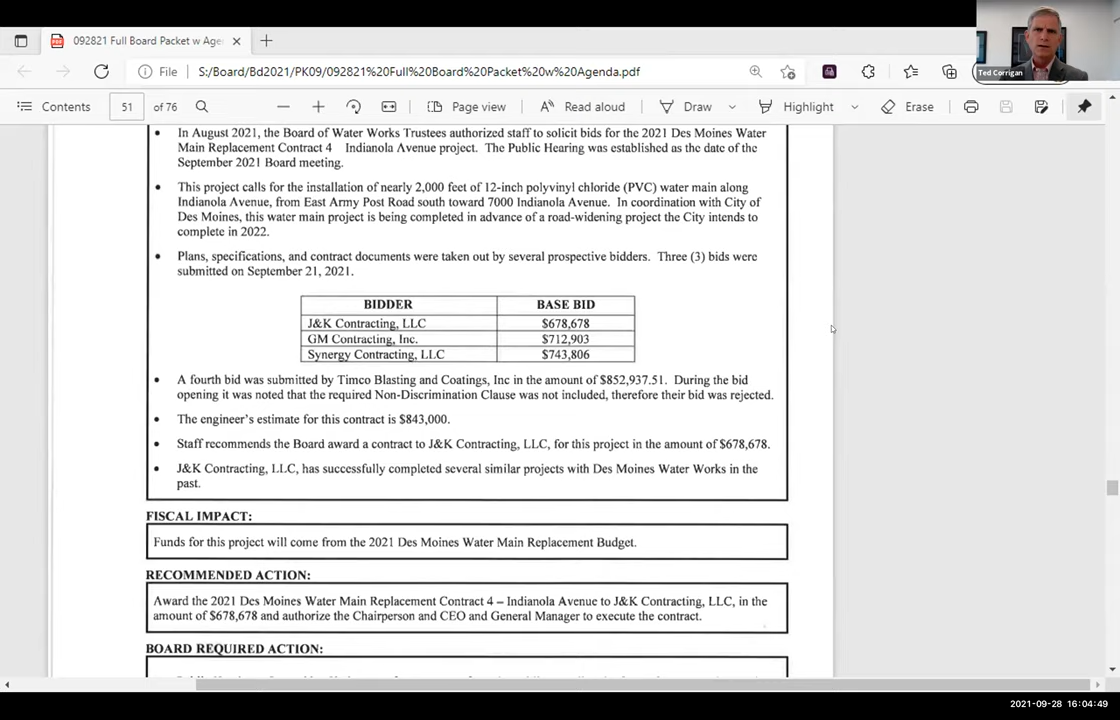 092821 Full Board Packet w Age
File S:/Board/Bd2021/PK09/092821%20Full%20Board%20Packet%20w%20Agenda.pdf
Ted Corrigan
Contents 51 of 76 Page view Read aloud Draw Highlight Erase
• In August 2021, the Board of Water Works Trustees authorized staff to solicit bids for the 2021 Des Moines Water
Main Replacement Contract 4 Indianola Avenue project. The Public Hearing was established as the date of the
September 2021 Board meeting.
• This project calls for the installation of nearly 2,000 feet of 12-inch polyvinyl chloride (PVC) water main along
Indianola Avenue, from East Army Post Road south toward 7000 Indianola Avenue. In coordination with City of
Des Moines, this water main project is being completed in advance of a road-widening project the City intends to
complete in 2022.
• Plans, specifications, and contract documents were taken out by several prospective bidders. Three (3) bids were
submitted on September 21, 2021.
BIDDER BASE BID
J&K Contracting, LLC $678,678
GM Contracting, Inc. $712,903
Synergy Contracting, LLC $743,806
• A fourth bid was submitted by Timco Blasting and Coatings, Inc in the amount of $852,937.51. During the bid
opening it was noted that the required Non-Discrimination Clause was not included, therefore their bid was rejected.
• The engineer's estimate for this contract is $843,000.
• Staff recommends the Board award a contract to J&K Contracting, LLC, for this project in the amount of $678,678.
• J&K Contracting, LLC, has successfully completed several similar projects with Des Moines Water Works in the
past.
FISCAL IMPACT:
Funds for this project will come from the 2021 Des Moines Water Main Replacement Budget.
RECOMMENDED ACTION:
Award the 2021 Des Moines Water Main Replacement Contract 4 – Indianola Avenue to J&K Contracting, LLC, in the
amount of $678,678 and authorize the Chairperson and CEO and General Manager to execute the contract.
BOARD REQUIRED ACTION:
2021-09-28 16:04:49